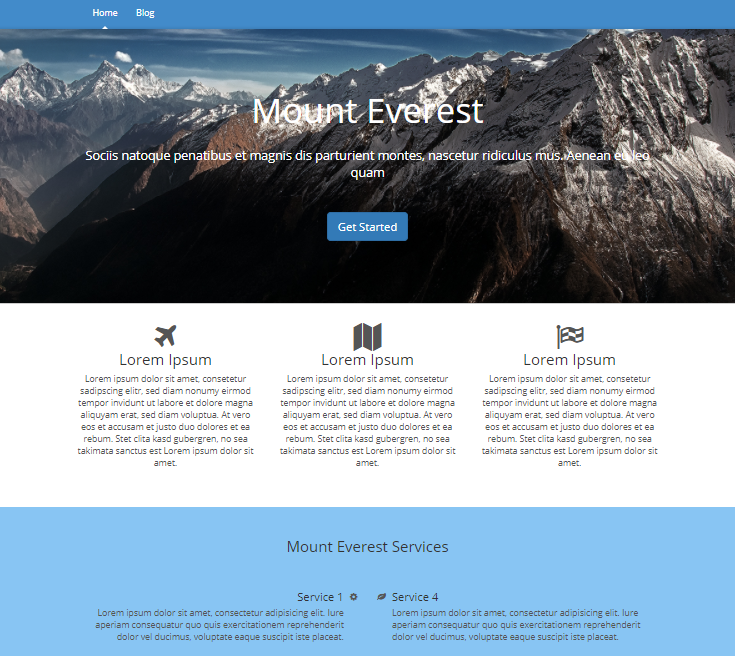 Home
Blog
Mount Everest
Sociis natoque penatibus et magnis dis parturient montes, nascetur ridiculus mus. Aenean eu leo
quam
Get Started
Lorem Ipsum
Lorem ipsum dolor sit amet, consetetur
sadipscing elitr, sed diam nonumy eirmod
tempor invidunt ut labore et dolore magna
aliquyam erat, sed diam voluptua. At vero
eos et accusam et justo duo dolores et ea
rebum. Stet clita kasd gubergren, no sea
takimata sanctus est Lorem ipsum dolor sit
amet.
Lorem Ipsum
Lorem ipsum dolor sit amet, consetetur
sadipscing elitr, sed diam nonumy eirmod
tempor invidunt ut labore et dolore magna
aliquyam erat, sed diam voluptua. At vero
eos et accusam et justo duo dolores et ea
rebum. Stet clita kasd gubergren, no sea
takimata sanctus est Lorem ipsum dolor sit
amet.
Lorem Ipsum
Lorem ipsum dolor sit amet, consetetur
sadipscing elitr, sed diam nonumy eirmod
tempor invidunt ut labore et dolore magna
aliquyam erat, sed diam voluptua. At vero
eos et accusam et justo duo dolores et ea
rebum. Stet clita kasd gubergren, no sea
takimata sanctus est Lorem ipsum dolor sit
amet.
Mount Everest Services
Service 1
Lorem ipsum dolor sit amet, consectetur adipisicing elit. Iure
aperiam consequatur quo quis exercitationem reprehenderit
dolor vel ducimus, voluptate eaque suscipit iste placeat.
Service 4
Lorem ipsum dolor sit amet, consectetur adipisicing elit. Iure
aperiam consequatur quo quis exercitationem reprehenderit
dolor vel ducimus, voluptate eaque suscipit iste placeat.